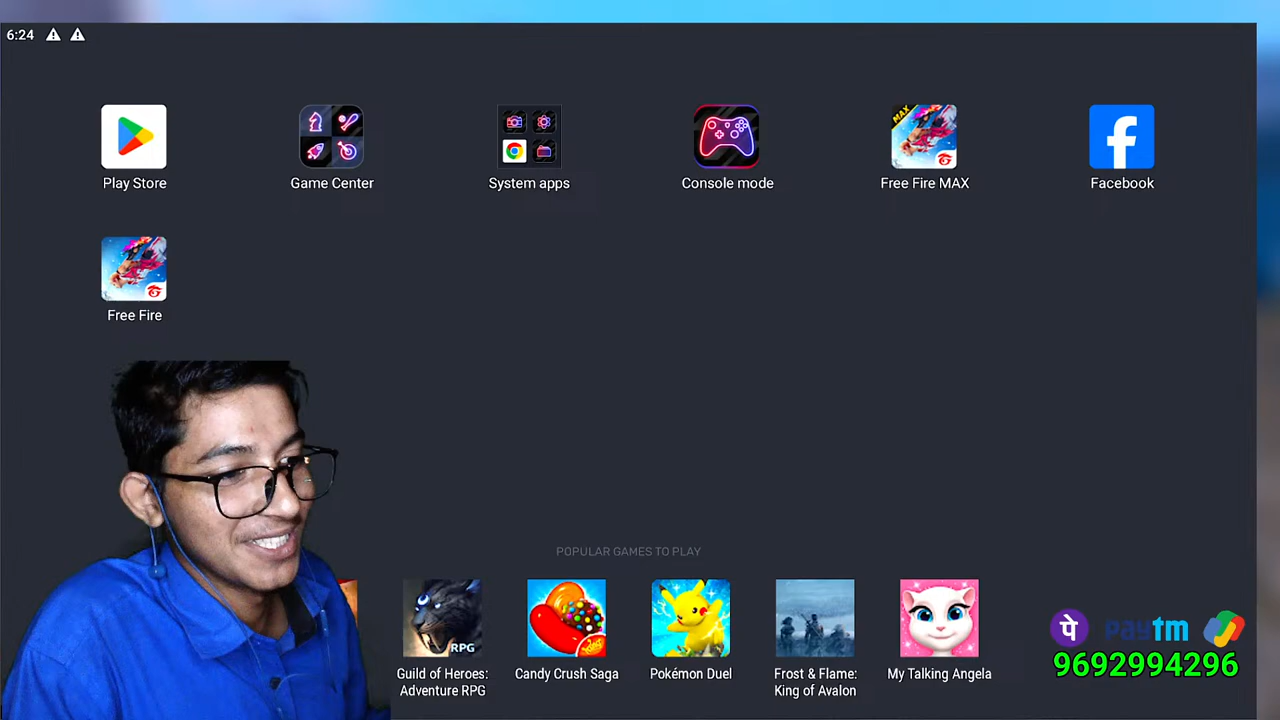 6:24
Play Store
Game Center
System apps
Console mode
MAX
Free Fire MAX
Facebook
Free Fire
POPULAR GAMES TO PLAY
RPG
Guild of Heroes:
Adventure RPG
Candy Crush Saga
Pokémon Duel
Frost & Flame:
King of Avalon
My Talking Angela
पे paytm
9692994296